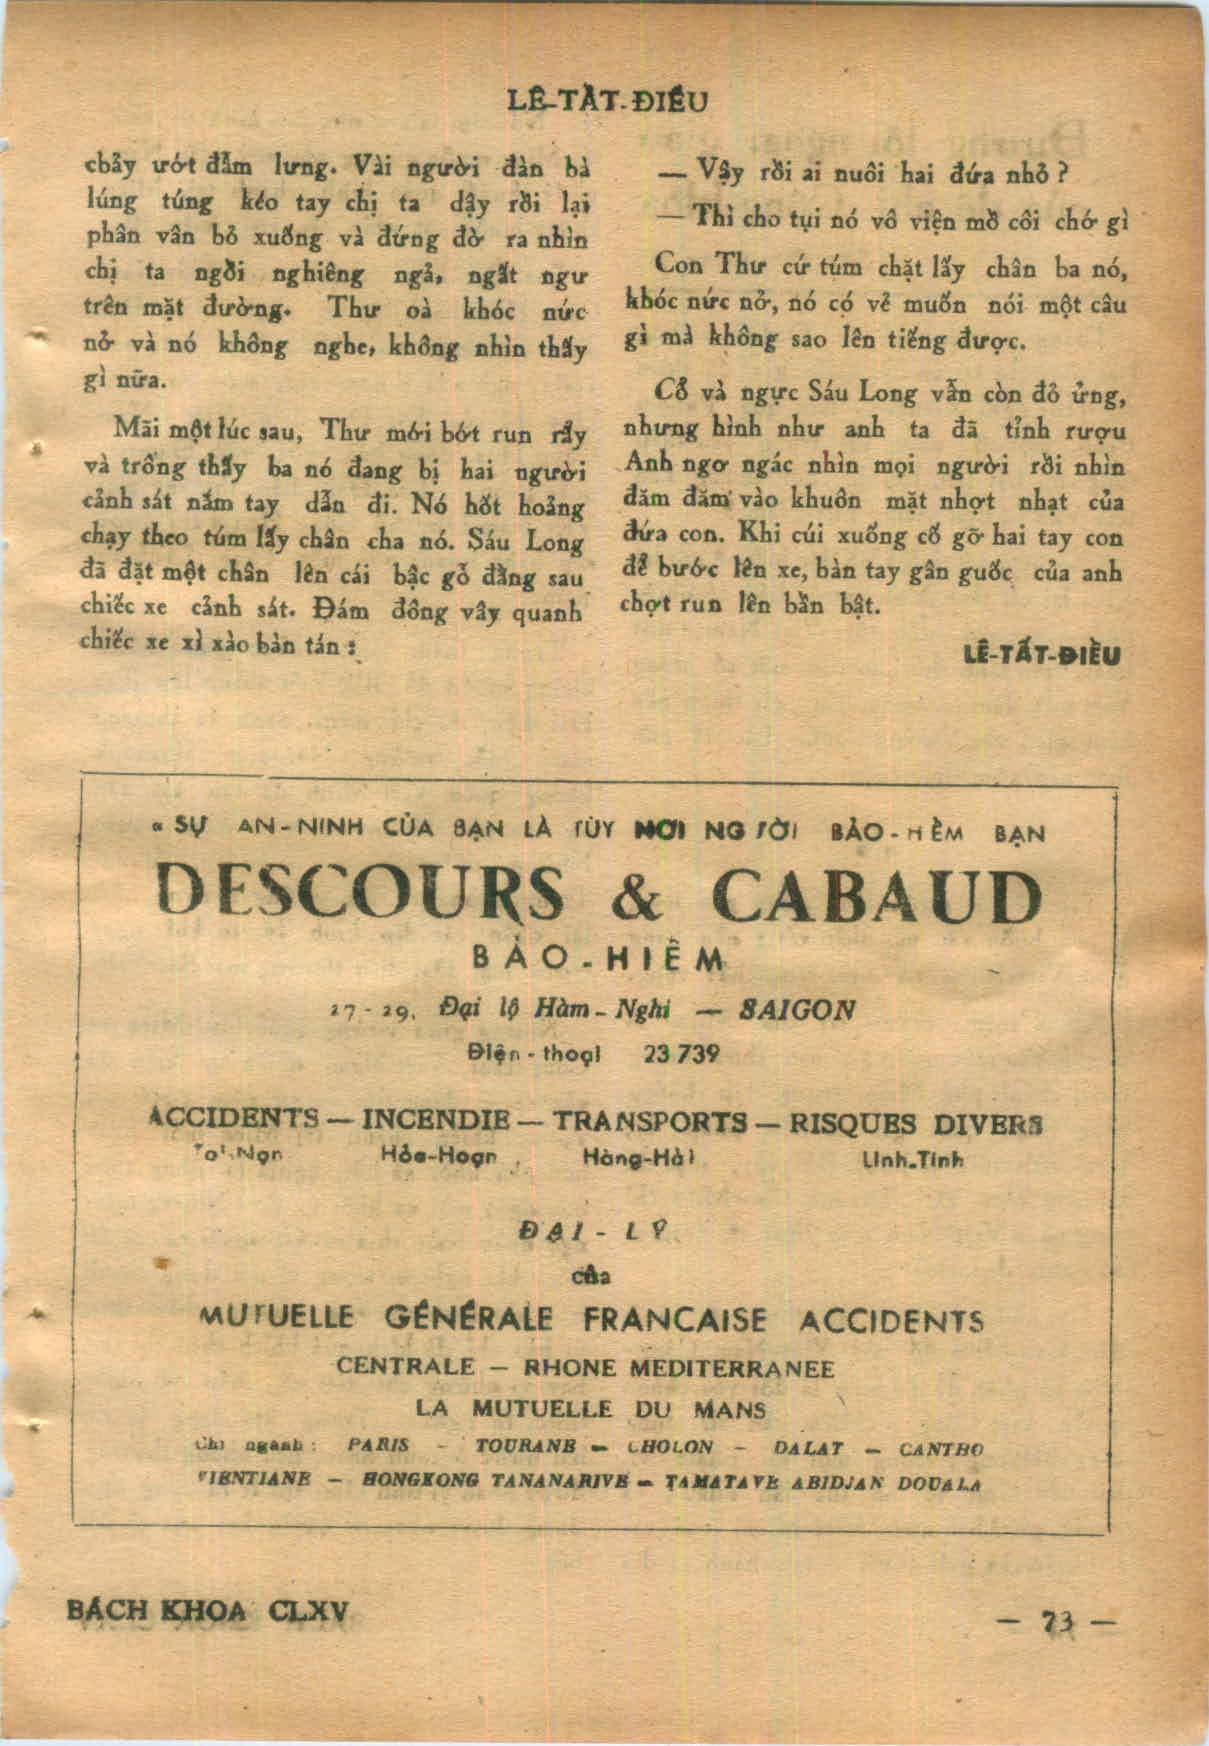 LÊ-TẤT-ĐIỀU
chảy ướt đẫm lưng. Vài người đàn bà
lúng túng kéo tay chị ta dậy rồi lại
phân vân bỏ xuống và đứng đờ ra nhìn
chị ta ngồi nghiêng ngả, ngất ngư
trên mặt đường. Thư oà khóc nức
nở và nó không nghe, không nhìn thấy
gì nữa.
Mãi một lúc sau, Thư mới bớt run rẩy
và trông thấy ba nó đang bị hai người
cảnh sát nắm tay dẫn đi. Nó hốt hoảng
chạy theo túm lấy chân cha nó. Sáu Long
đã đặt một chân lên cái bậc gỗ đằng sau
chiếc xe cảnh sát. Đám đông vây quanh
chiếc xe xì xào bàn tán :
— Vậy rồi ai nuôi hai đứa nhỏ ?
— Thì cho tụi nó vô viện mồ côi chớ gì
Con Thư cứ túm chặt lấy chân ba nó,
khóc nức nở, nó có vẻ muốn nói một câu
gì mà không sao lên tiếng được.
Cổ và ngực Sáu Long vẫn còn đỏ ửng,
nhưng hình như anh ta đã tỉnh rượu
Anh ngơ ngác nhìn mọi người rồi nhìn
đăm đăm vào khuôn mặt nhợt nhạt của
đứa con. Khi cúi xuống cố gỡ hai tay con
để bước lên xe, bàn tay gân guốc của anh
chợt run lên bần bật.
LÊ-TẤT-ĐIỀU
« SỰ AN-NINH CỦA BẠN LÀ TÙY NƠI NGƯỜI BẢO-HIỂM BẠN
DESCOURS & CABAUD
BẢO-HIỂM
27-29, Đại lộ Hàm-Nghi — SAIGON
Điện-thoại 23 739
ACCIDENTS — INCENDIE — TRANSPORTS — RISQUES DIVERS
Tai-Nạn Hỏa-Hoạn Hàng-Hải Linh-Tinh
ĐẠI-LÝ
của
MUTUELLE GÉNÉRALE FRANCAISE ACCIDENTS
CENTRALE — RHONE MEDITERRANEE
LA MUTUELLE DU MANS
Chi ngành : PARIS - TOURANE — CHOLON - DALAT — CANTHO
VIENTIANE — HONGKONG TANANARIVE — TAMATAVE ABIDJAN DOUALA
BÁCH KHOA CLXV
— 73 —